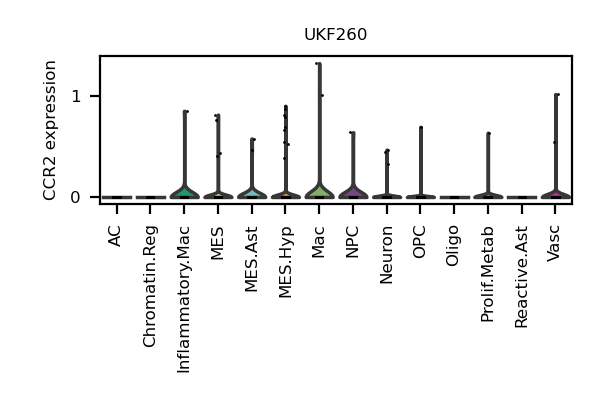 UKF260
CCR2 expression
1
0
AC
Chromatin.Reg
Inflammatory.Mac
MES
MES.Ast
MES.Hyp
Mac
NPC
Neuron
OPC
Oligo
Prolif.Metab
Reactive.Ast
Vasc